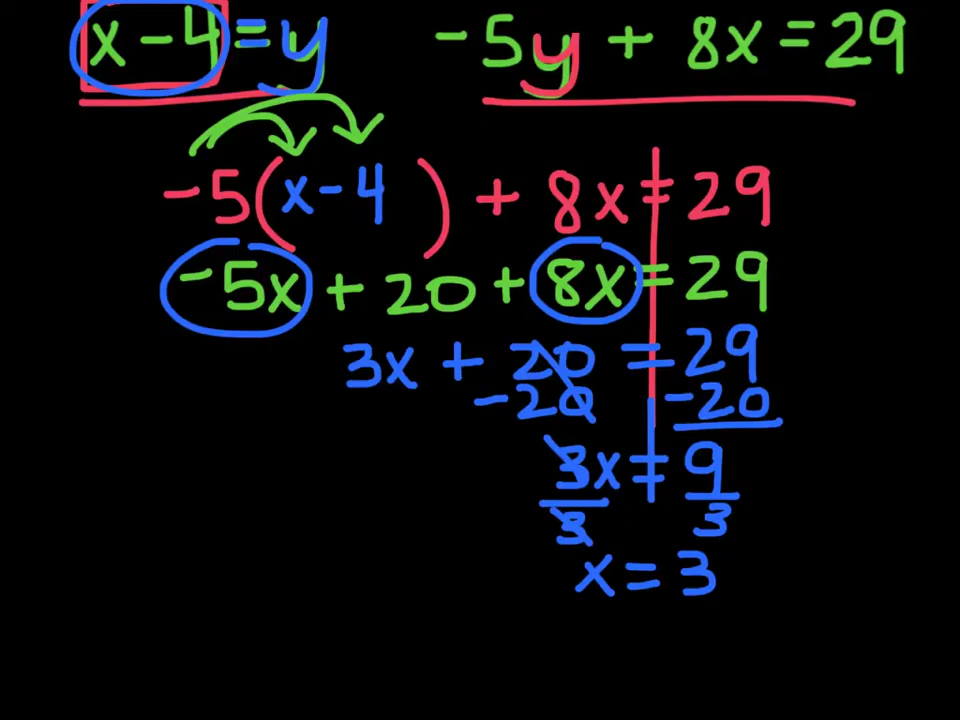 x - 4 = y
-5y + 8x = 29
-5(x - 4) + 8x = 29
-5x + 20 + 8x = 29
3x + 20 = 29
-20 -20
3x = 9
3 3
x = 3